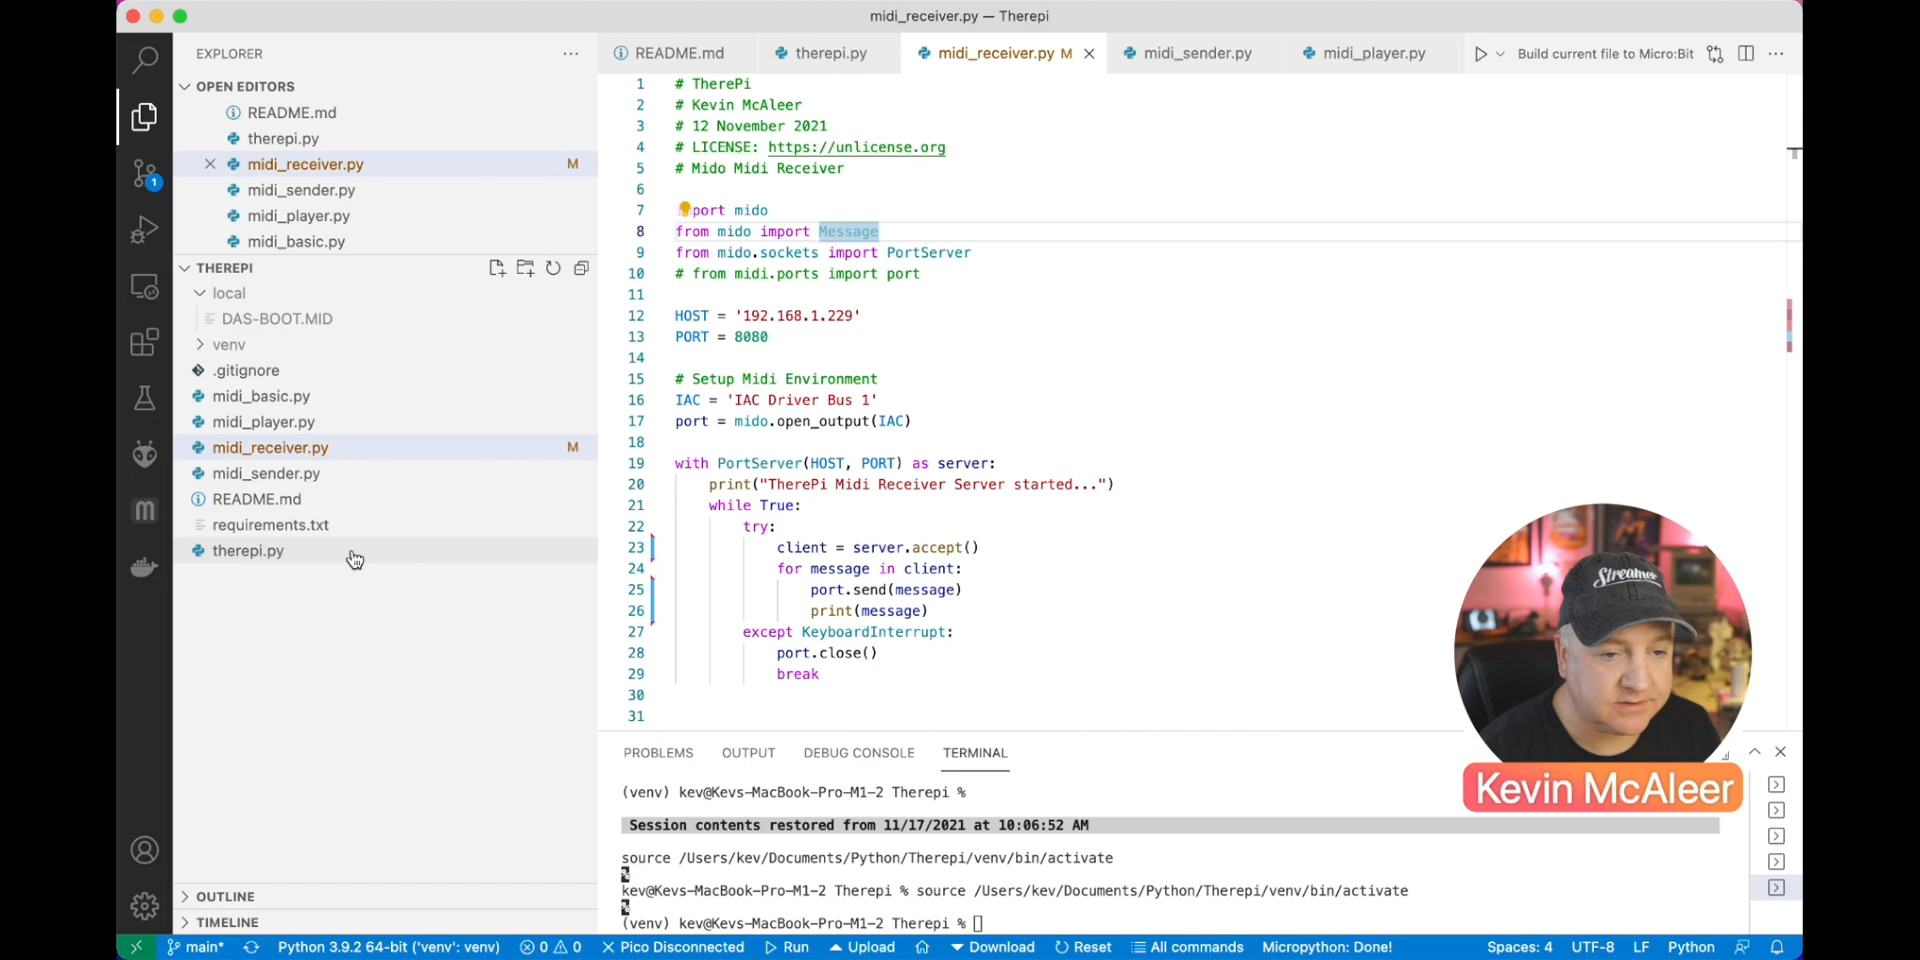 midi_receiver.py — Therepi
EXPLORER
OPEN EDITORS
README.md
therepi.py
midi_receiver.py M
midi_sender.py
midi_player.py
midi_basic.py
THEREPI
local
DAS-BOOT.MID
venv
.gitignore
midi_basic.py
midi_player.py
midi_receiver.py M
midi_sender.py
README.md
requirements.txt
therepi.py
OUTLINE
TIMELINE
1
README.md therepi.py midi_receiver.py M midi_sender.py midi_player.py Build current file to Micro:Bit
1 # TherePi
2 # Kevin McAleer
3 # 12 November 2021
4 # LICENSE: https://unlicense.org
5 # Mido Midi Receiver
6
7 port mido
8 from mido import Message
9 from mido.sockets import PortServer
10 # from midi.ports import port
11
12 HOST = '192.168.1.229'
13 PORT = 8080
14
15 # Setup Midi Environment
16 IAC = 'IAC Driver Bus 1'
17 port = mido.open_output(IAC)
18
19 with PortServer(HOST, PORT) as server:
20 print("TherePi Midi Receiver Server started...")
21 while True:
22 try:
23 client = server.accept()
24 for message in client:
25 port.send(message)
26 print(message)
27 except KeyboardInterrupt:
28 port.close()
29 break
30
31
Streamer
Kevin McAleer
PROBLEMS OUTPUT DEBUG CONSOLE TERMINAL
(venv) kev@Kevs-MacBook-Pro-M1-2 Therepi %
Session contents restored from 11/17/2021 at 10:06:52 AM
source /Users/kev/Documents/Python/Therepi/venv/bin/activate
%
kev@Kevs-MacBook-Pro-M1-2 Therepi % source /Users/kev/Documents/Python/Therepi/venv/bin/activate
%
(venv) kev@Kevs-MacBook-Pro-M1-2 Therepi %
main* Python 3.9.2 64-bit ('venv': venv) 0 0 Pico Disconnected Run Upload Download Reset All commands Micropython: Done! Spaces: 4 UTF-8 LF Python